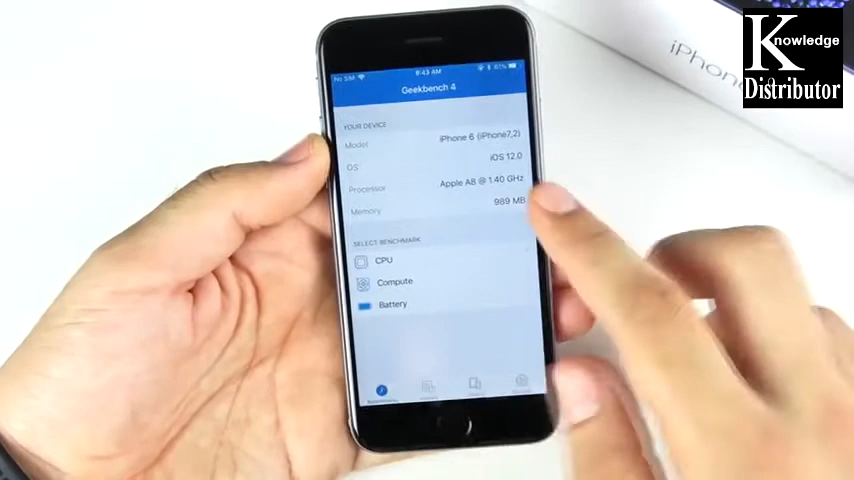 Knowledge
Distributor
iPhone
No SIM
8:43 AM
61%
Geekbench 4
YOUR DEVICE
Model
iPhone 6 (iPhone7,2)
OS
iOS 12.0
Processor
Apple A8 @ 1.40 GHz
Memory
989 MB
SELECT BENCHMARK
CPU
Compute
Battery